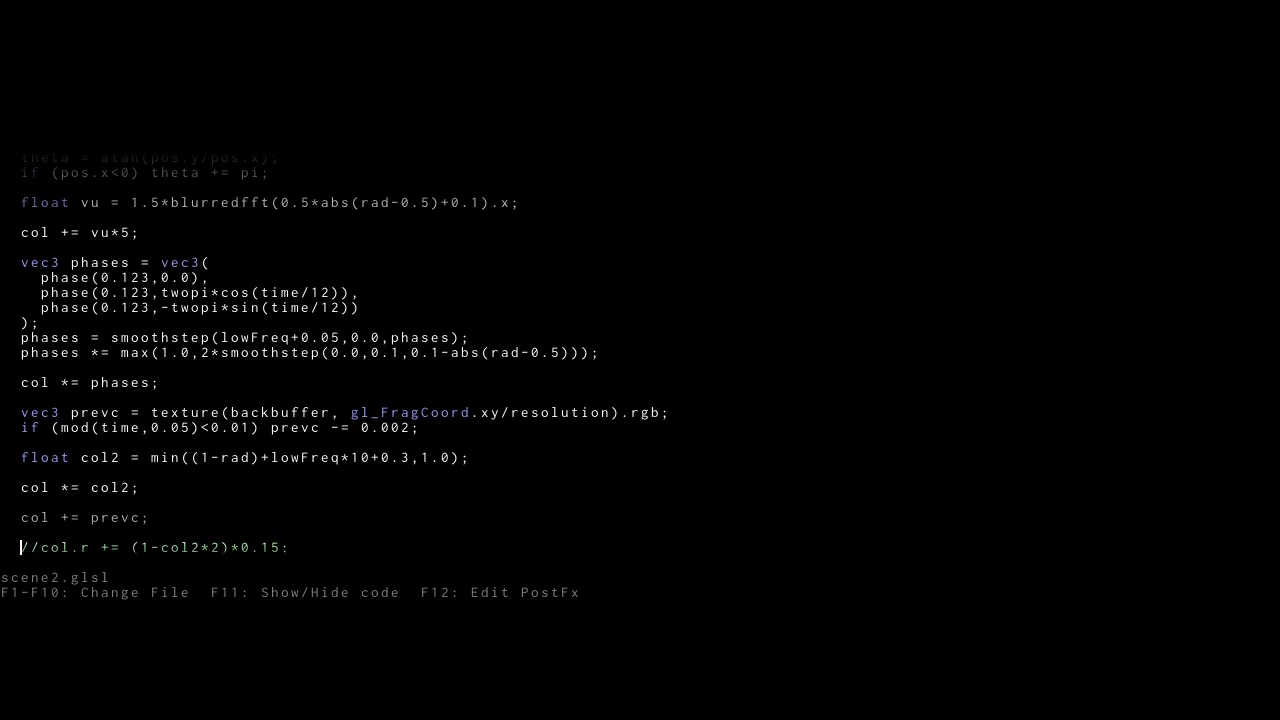 theta = atan(pos.y/pos.x);
if (pos.x<0) theta += pi;
float vu = 1.5*blurredfft(0.5*abs(rad-0.5)+0.1).x;
col += vu*5;
vec3 phases = vec3(
phase(0.123,0.0),
phase(0.123,twopi*cos(time/12)),
phase(0.123,-twopi*sin(time/12))
);
phases = smoothstep(lowFreq+0.05,0.0,phases);
phases *= max(1.0,2*smoothstep(0.0,0.1,0.1-abs(rad-0.5)));
col *= phases;
vec3 prevc = texture(backbuffer, gl_FragCoord.xy/resolution).rgb;
if (mod(time,0.05)<0.01) prevc -= 0.002;
float col2 = min((1-rad)+lowFreq*10+0.3,1.0);
col *= col2;
col += prevc;
//col.r += (1-col2*2)*0.15;
scene2.glsl
F1-F10: Change File  F11: Show/Hide code  F12: Edit PostFx